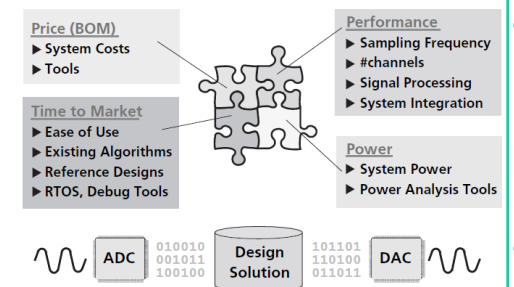 Price (BOM)
▶ System Costs
▶ Tools
Performance
▶ Sampling Frequency
▶ #channels
▶ Signal Processing
▶ System Integration
Time to Market
▶ Ease of Use
▶ Existing Algorithms
▶ Reference Designs
▶ RTOS, Debug Tools
Power
▶ System Power
▶ Power Analysis Tools
ADC
010010
001011
100100
Design
Solution
101101
110100
011011
DAC